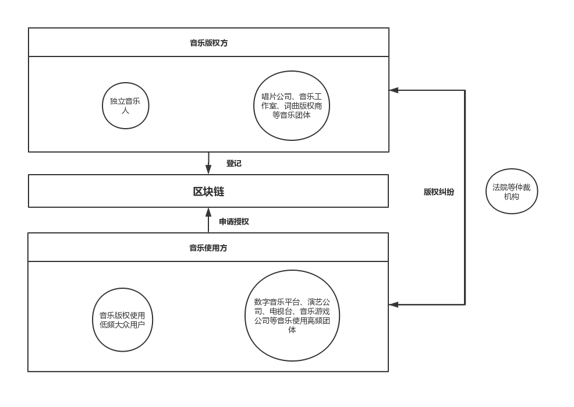 音乐版权方
独立音乐
人
唱片公司、音乐工
作室、词曲版权商
等音乐团体
登记
区块链
版权纠纷
法院等仲裁
机构
申请授权
音乐使用方
音乐版权使用
低频大众用户
数字音乐平台、演艺公
司、电视台、音乐游戏
公司等音乐使用高频团
体